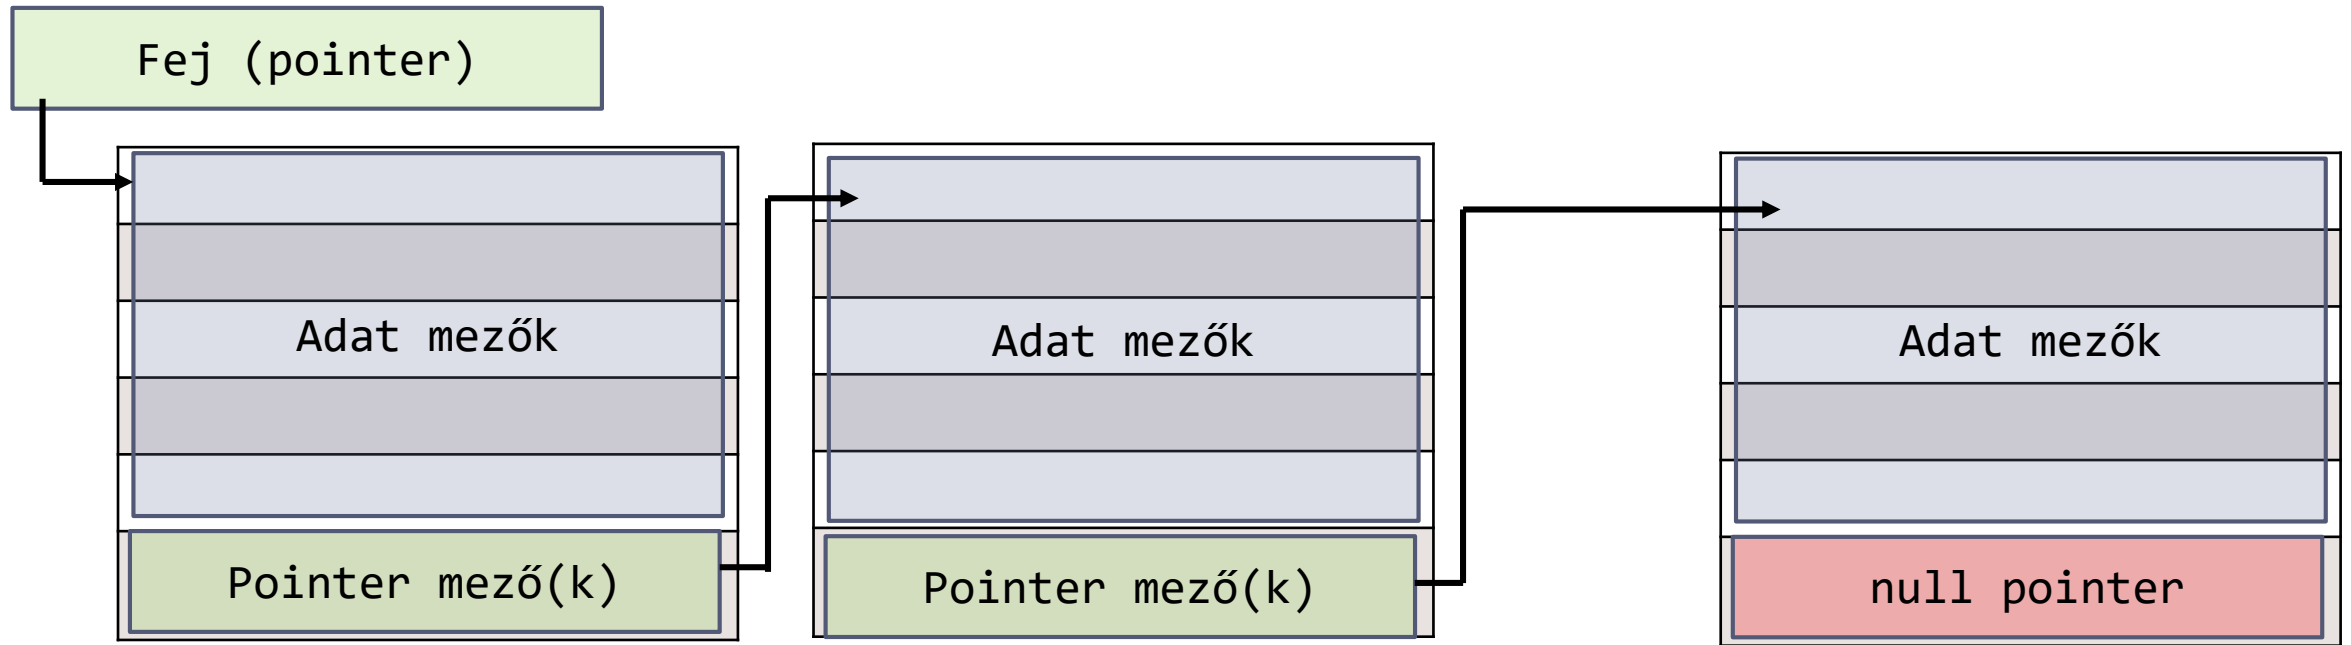 Fej (pointer)
Adat mezők
Pointer mező(k)
Adat mezők
Pointer mező(k)
Adat mezők
null pointer